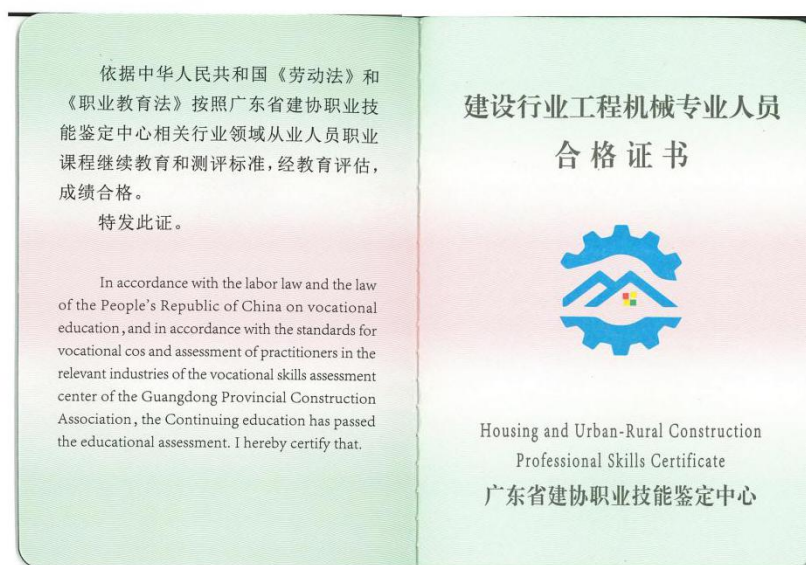 依据中华人民共和国《劳动法》和
《职业教育法》按照广东省建协职业技
能鉴定中心相关行业领域从业人员职业
课程继续教育和测评标准，经教育评估，
成绩合格。
特发此证。
In accordance with the labor law and the law
of the People's Republic of China on vocational
education, and in accordance with the standards for
vocational cos and assessment of practitioners in the
relevant industries of the vocational skills assessment
center of the Guangdong Provincial Construction
Association, the Continuing education has passed
the educational assessment. I hereby certify that.
建设行业工程机械专业人员
合格证书
Housing and Urban-Rural Construction
Professional Skills Certificate
广东省建协职业技能鉴定中心